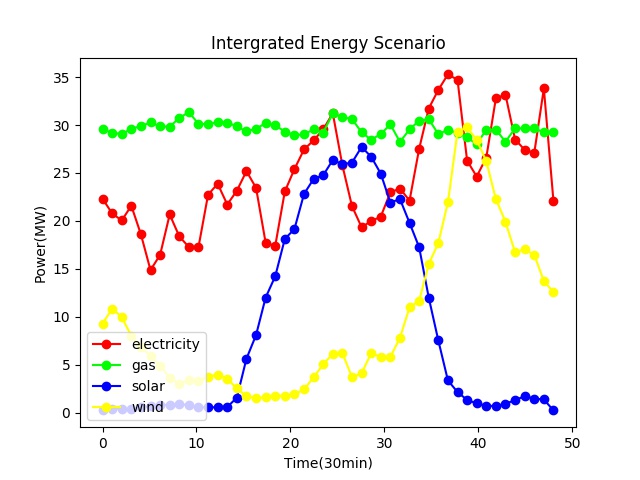 Intergrated Energy Scenario
Power(MW)
35
30
25
20
15
10
5
0
electricity
gas
solar
wind
0 10 20 30 40 50
Time(30min)